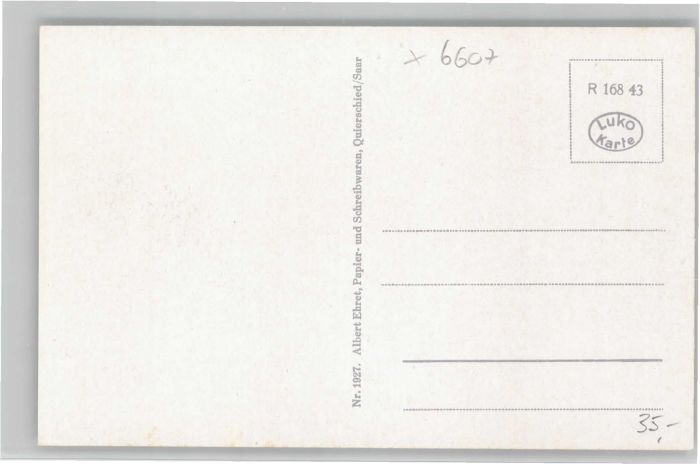 x 6607
R 168 43
Luko
Karte
Nr. 1927. Albert Ehret, Papier- und Schreibwaren, Quierschied/Saar
35,-